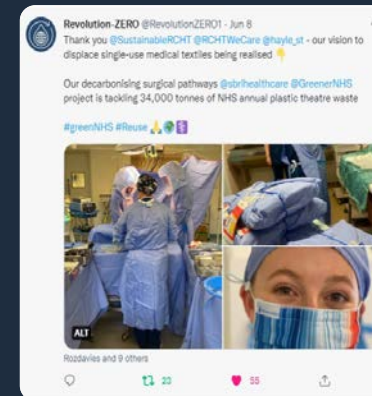 Revolution-ZERO @RevolutionZERO1 · Jun 8
Thank you @SustainableRCHT @RCHTWeCare @hayle_st - our vision to
displace single-use medical textiles being realised 👇
Our decarbonising surgical pathways @sbrihealthcare @GreenerNHS
project is tackling 34,000 tonnes of NHS annual plastic theatre waste
#greenNHS #Reuse 🙏🌍⚕️
ALT
Rozdavies and 9 others
23 55